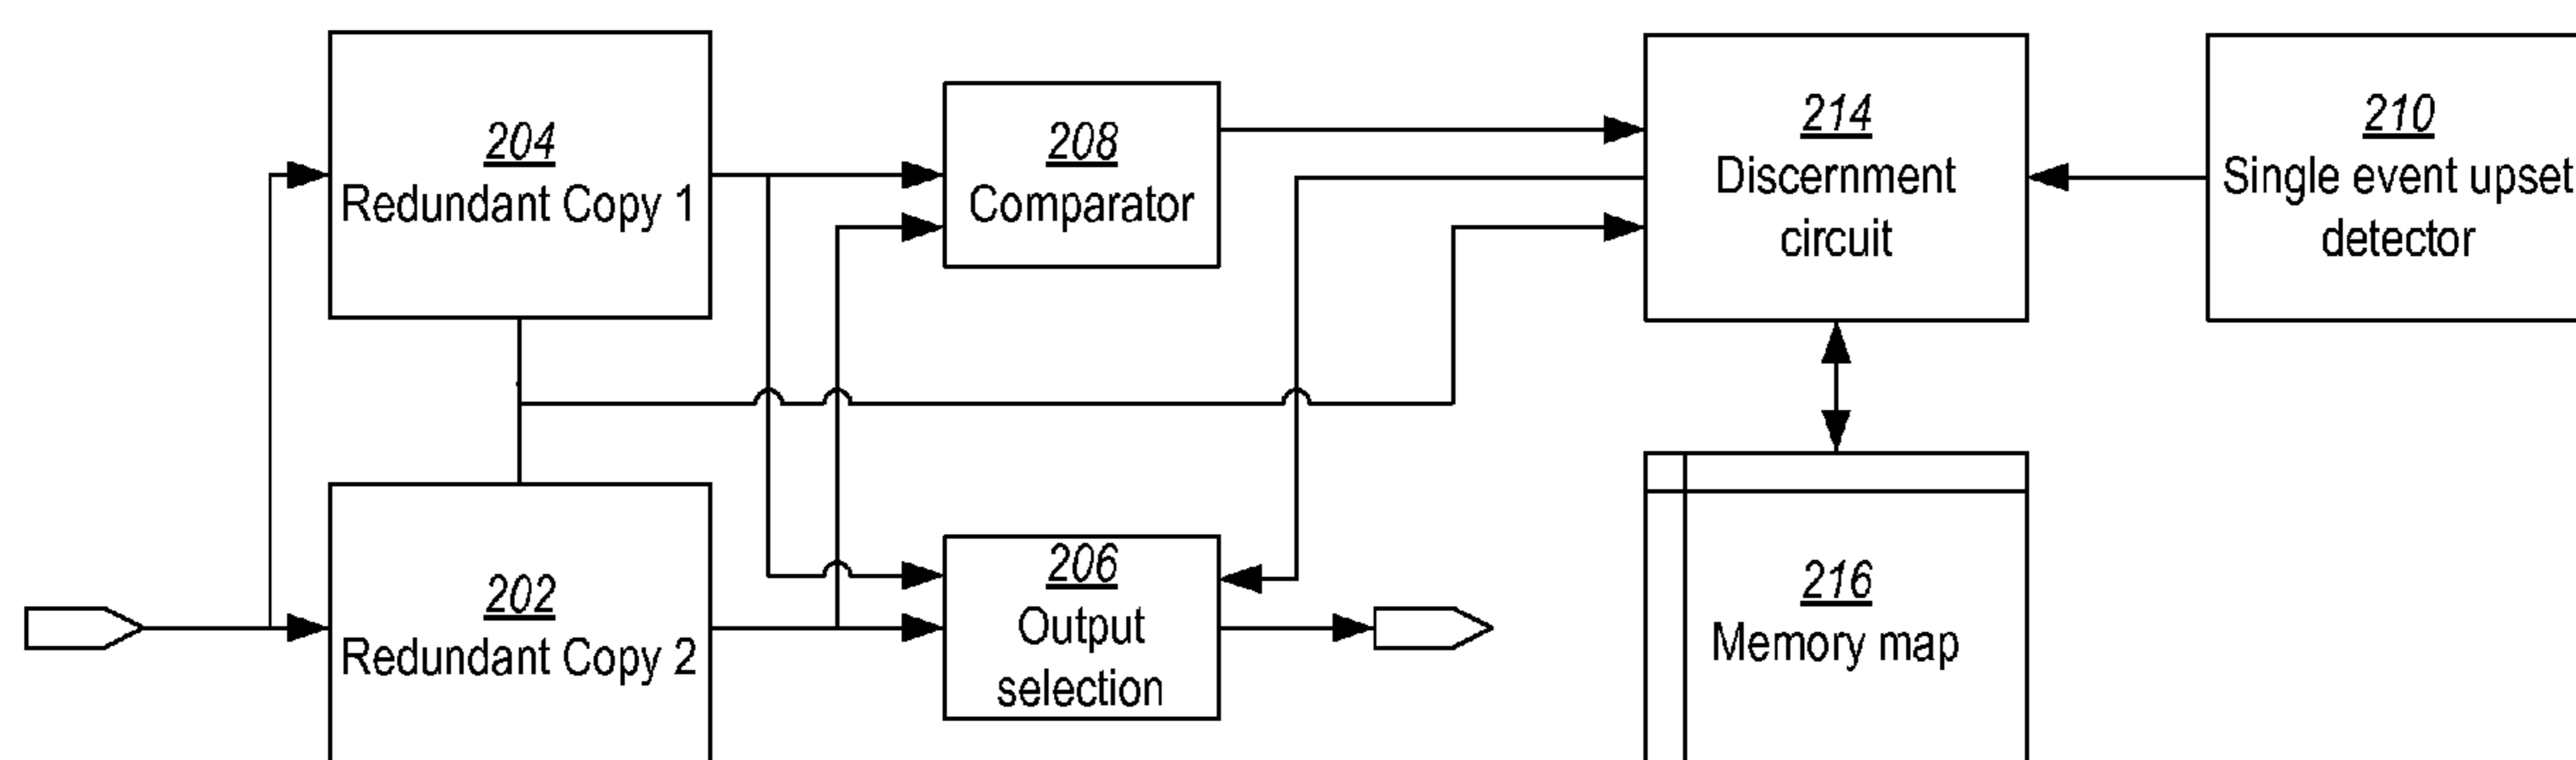 204
Redundant Copy 1
208
Comparator
214
Discernment
circuit
210
Single event upset
detector
202
Redundant Copy 2
206
Output
selection
216
Memory map